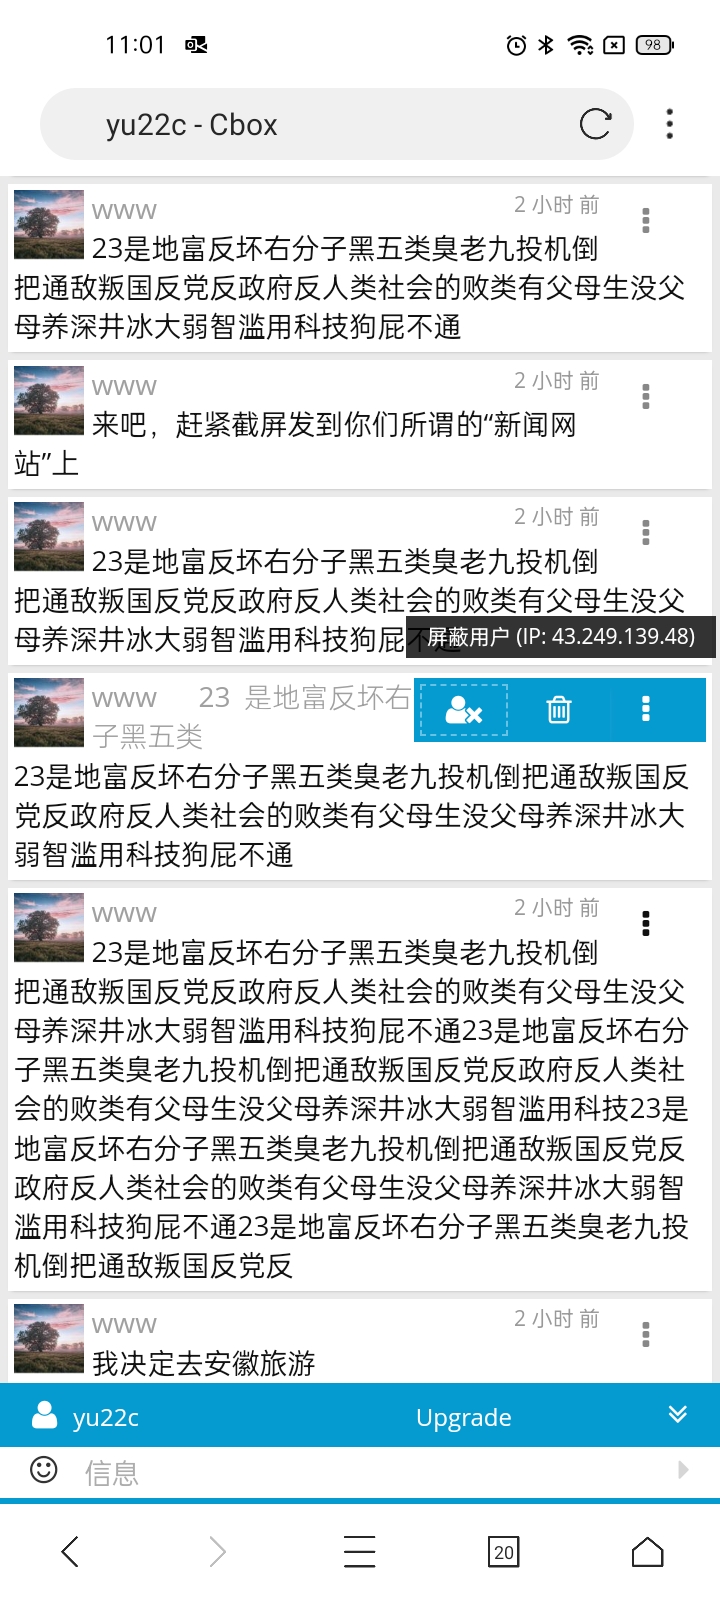 11:01
98
yu22c - Cbox
www
2 小时 前
23是地富反坏右分子黑五类臭老九投机倒
把通敌叛国反党反政府反人类社会的败类有父母生没父
母养深井冰大弱智滥用科技狗屁不通
www
2 小时 前
来吧，赶紧截屏发到你们所谓的“新闻网
站”上
www
2 小时 前
23是地富反坏右分子黑五类臭老九投机倒
把通敌叛国反党反政府反人类社会的败类有父母生没父
母养深井冰大弱智滥用科技狗屁不通
屏蔽用户 (IP: 43.249.139.48)
www 23 是地富反坏右
子黑五类
23是地富反坏右分子黑五类臭老九投机倒把通敌叛国反
党反政府反人类社会的败类有父母生没父母养深井冰大
弱智滥用科技狗屁不通
www
2 小时 前
23是地富反坏右分子黑五类臭老九投机倒
把通敌叛国反党反政府反人类社会的败类有父母生没父
母养深井冰大弱智滥用科技狗屁不通23是地富反坏右分
子黑五类臭老九投机倒把通敌叛国反党反政府反人类社
会的败类有父母生没父母养深井冰大弱智滥用科技23是
地富反坏右分子黑五类臭老九投机倒把通敌叛国反党反
政府反人类社会的败类有父母生没父母养深井冰大弱智
滥用科技狗屁不通23是地富反坏右分子黑五类臭老九投
机倒把通敌叛国反党反
www
2 小时 前
我决定去安徽旅游
yu22c
Upgrade
信息
20